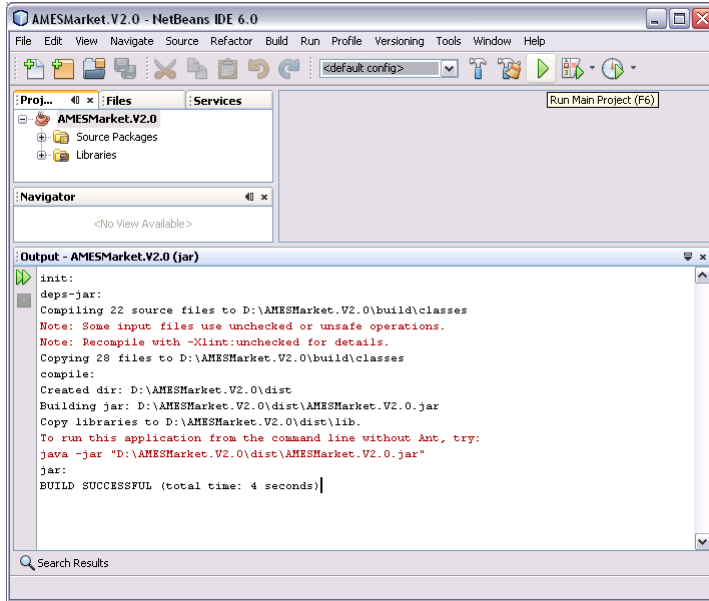 AMESMarket.V2.0 - NetBeans IDE 6.0
File Edit View Navigate Source Refactor Build Run Profile Versioning Tools Window Help
<default config>
Run Main Project (F6)
Proj... Files Services
AMESMarket.V2.0
Source Packages
Libraries
Navigator
<No View Available>
Output - AMESMarket.V2.0 (jar)
init:
deps-jar:
Compiling 22 source files to D:\AMESMarket.V2.0\build\classes
Note: Some input files use unchecked or unsafe operations.
Note: Recompile with -Xlint:unchecked for details.
Copying 28 files to D:\AMESMarket.V2.0\build\classes
compile:
Created dir: D:\AMESMarket.V2.0\dist
Building jar: D:\AMESMarket.V2.0\dist\AMESMarket.V2.0.jar
Copy libraries to D:\AMESMarket.V2.0\dist\lib.
To run this application from the command line without Ant, try:
java -jar "D:\AMESMarket.V2.0\dist\AMESMarket.V2.0.jar"
jar:
BUILD SUCCESSFUL (total time: 4 seconds)
Search Results